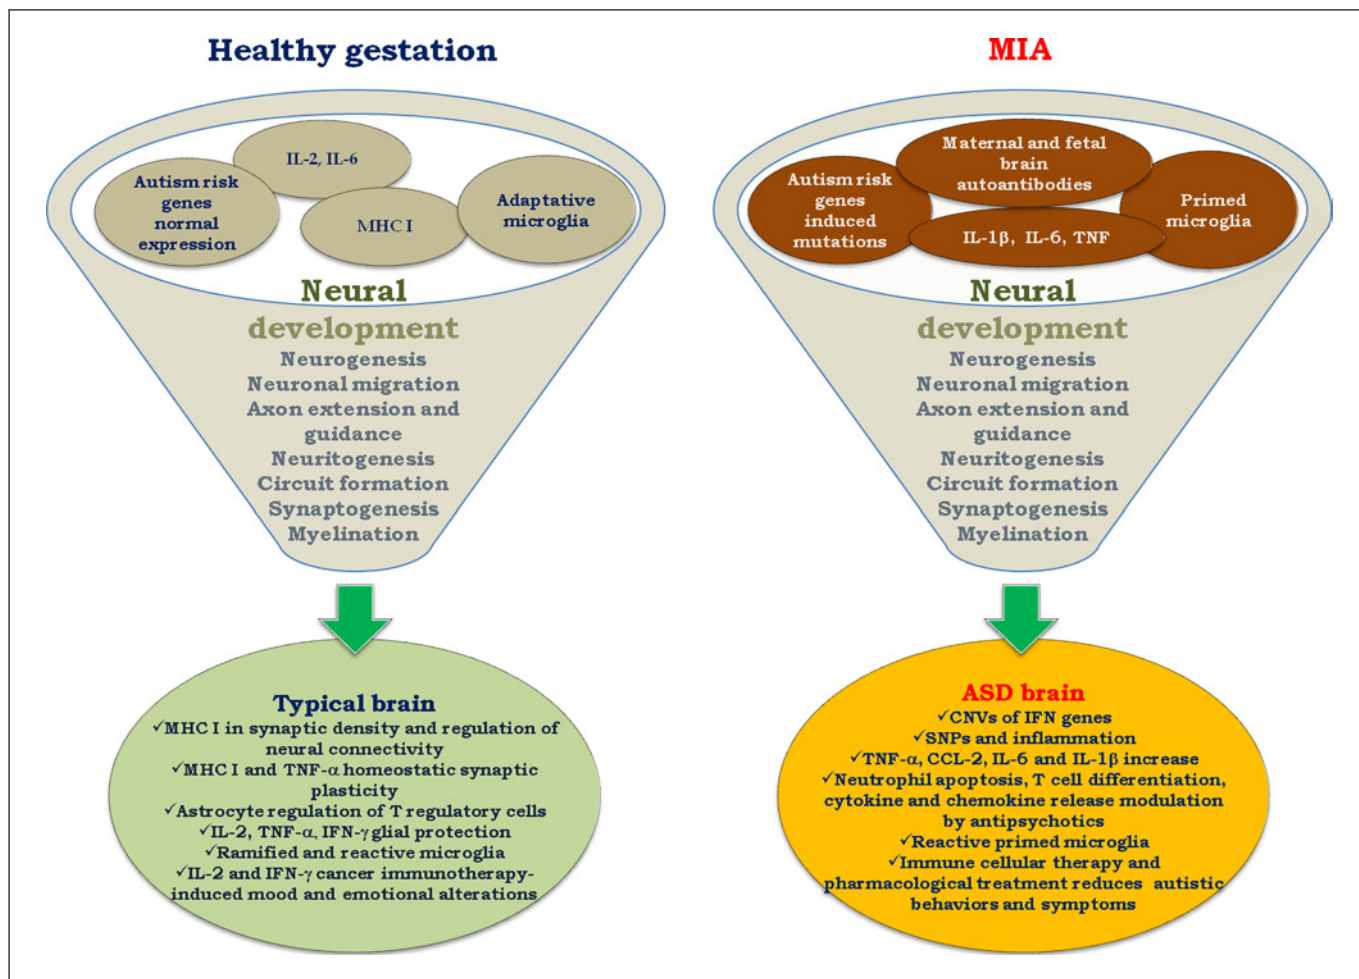 Healthy gestation
IL-2, IL-6
Autism risk
genes
normal
expression
MHC I
Adaptative
microglia
Neural
development
Neurogenesis
Neuronal migration
Axon extension and
guidance
Neuritogenesis
Circuit formation
Synaptogenesis
Myelination
Typical brain
✓MHC I in synaptic density and regulation of
neural connectivity
✓MHC I and TNF-α homeostatic synaptic
plasticity
✓Astrocyte regulation of T regulatory cells
✓IL-2, TNF-α, IFN-γ glial protection
✓Ramified and reactive microglia
✓IL-2 and IFN-γ cancer immunotherapy-
induced mood and emotional alterations
MIA
Maternal and fetal
brain
autoantibodies
Autism risk
genes
induced
mutations
IL-1β, IL-6, TNF
Primed
microglia
Neural
development
Neurogenesis
Neuronal migration
Axon extension and
guidance
Neuritogenesis
Circuit formation
Synaptogenesis
Myelination
ASD brain
✓CNVs of IFN genes
✓SNPs and inflammation
✓TNF-α, CCL-2, IL-6 and IL-1β increase
✓Neutrophil apoptosis, T cell differentiation,
cytokine and chemokine release modulation
by antipsychotics
✓Reactive primed microglia
✓Immune cellular therapy and
pharmacological treatment reduces autistic
behaviors and symptoms